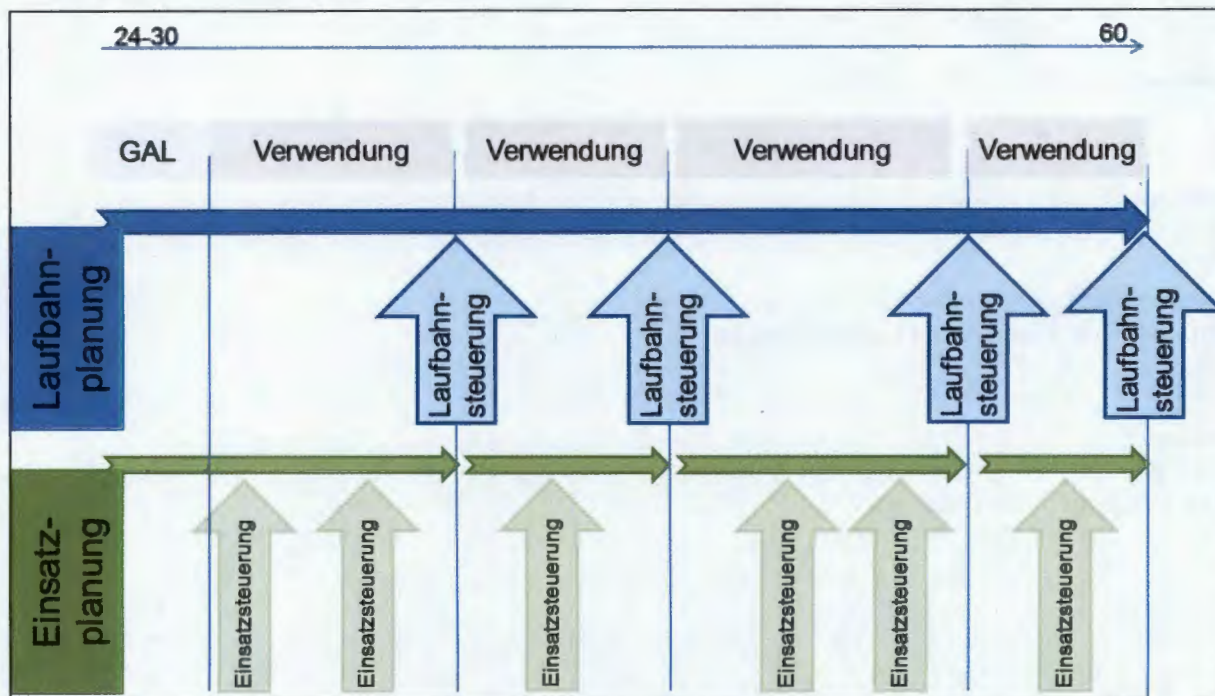 24-30
60
GAL
Verwendung
Verwendung
Verwendung
Verwendung
Laufbahn-
planung
Laufbahn-
steuerung
Laufbahn-
steuerung
Laufbahn-
steuerung
Laufbahn-
steuerung
Einsatz-
planung
Einsatzsteuerung
Einsatzsteuerung
Einsatzsteuerung
Einsatzsteuerung
Einsatzsteuerung
Einsatzsteuerung